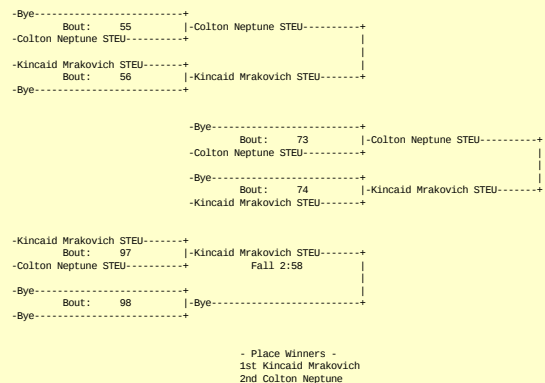 -Bye-------------------------+
Bout: 55 |-Colton Neptune STEU---------+
-Colton Neptune STEU----------+ |
|
-Kincaid Mrakovich STEU-------+ |
Bout: 56 |-Kincaid Mrakovich STEU-------+
-Bye-------------------------+
-Bye-------------------------+
Bout: 73 |-Colton Neptune STEU----------+
-Colton Neptune STEU----------+ |
|
-Bye-------------------------+ |
Bout: 74 |-Kincaid Mrakovich STEU-------+
-Kincaid Mrakovich STEU-------+
-Kincaid Mrakovich STEU-------+
Bout: 97 |-Kincaid Mrakovich STEU-------+
-Colton Neptune STEU----------+ Fall 2:58 |
|
-Bye-------------------------+ |
Bout: 98 |-Bye-------------------------+
-Bye-------------------------+
- Place Winners -
1st Kincaid Mrakovich
2nd Colton Neptune